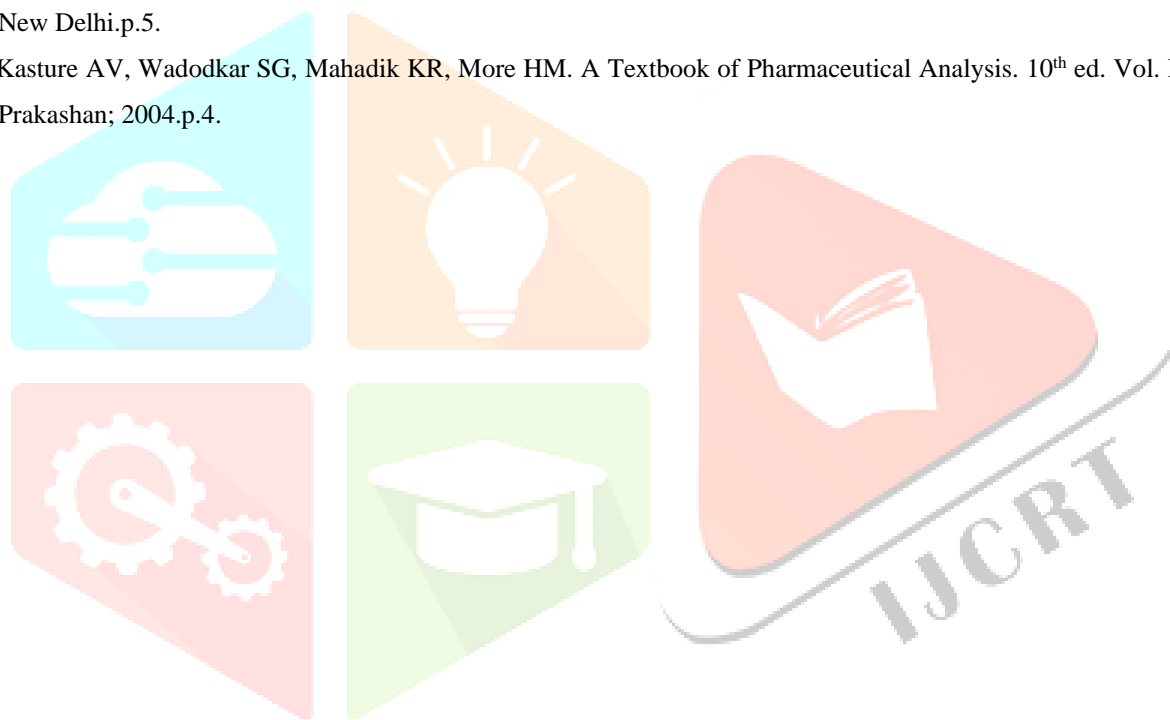 New Delhi.p.5.
Kasture AV, Wadodkar SG, Mahadik KR, More HM. A Textbook of Pharmaceutical Analysis. 10th ed. Vol.
Prakashan; 2004.p.4.
IJCRT